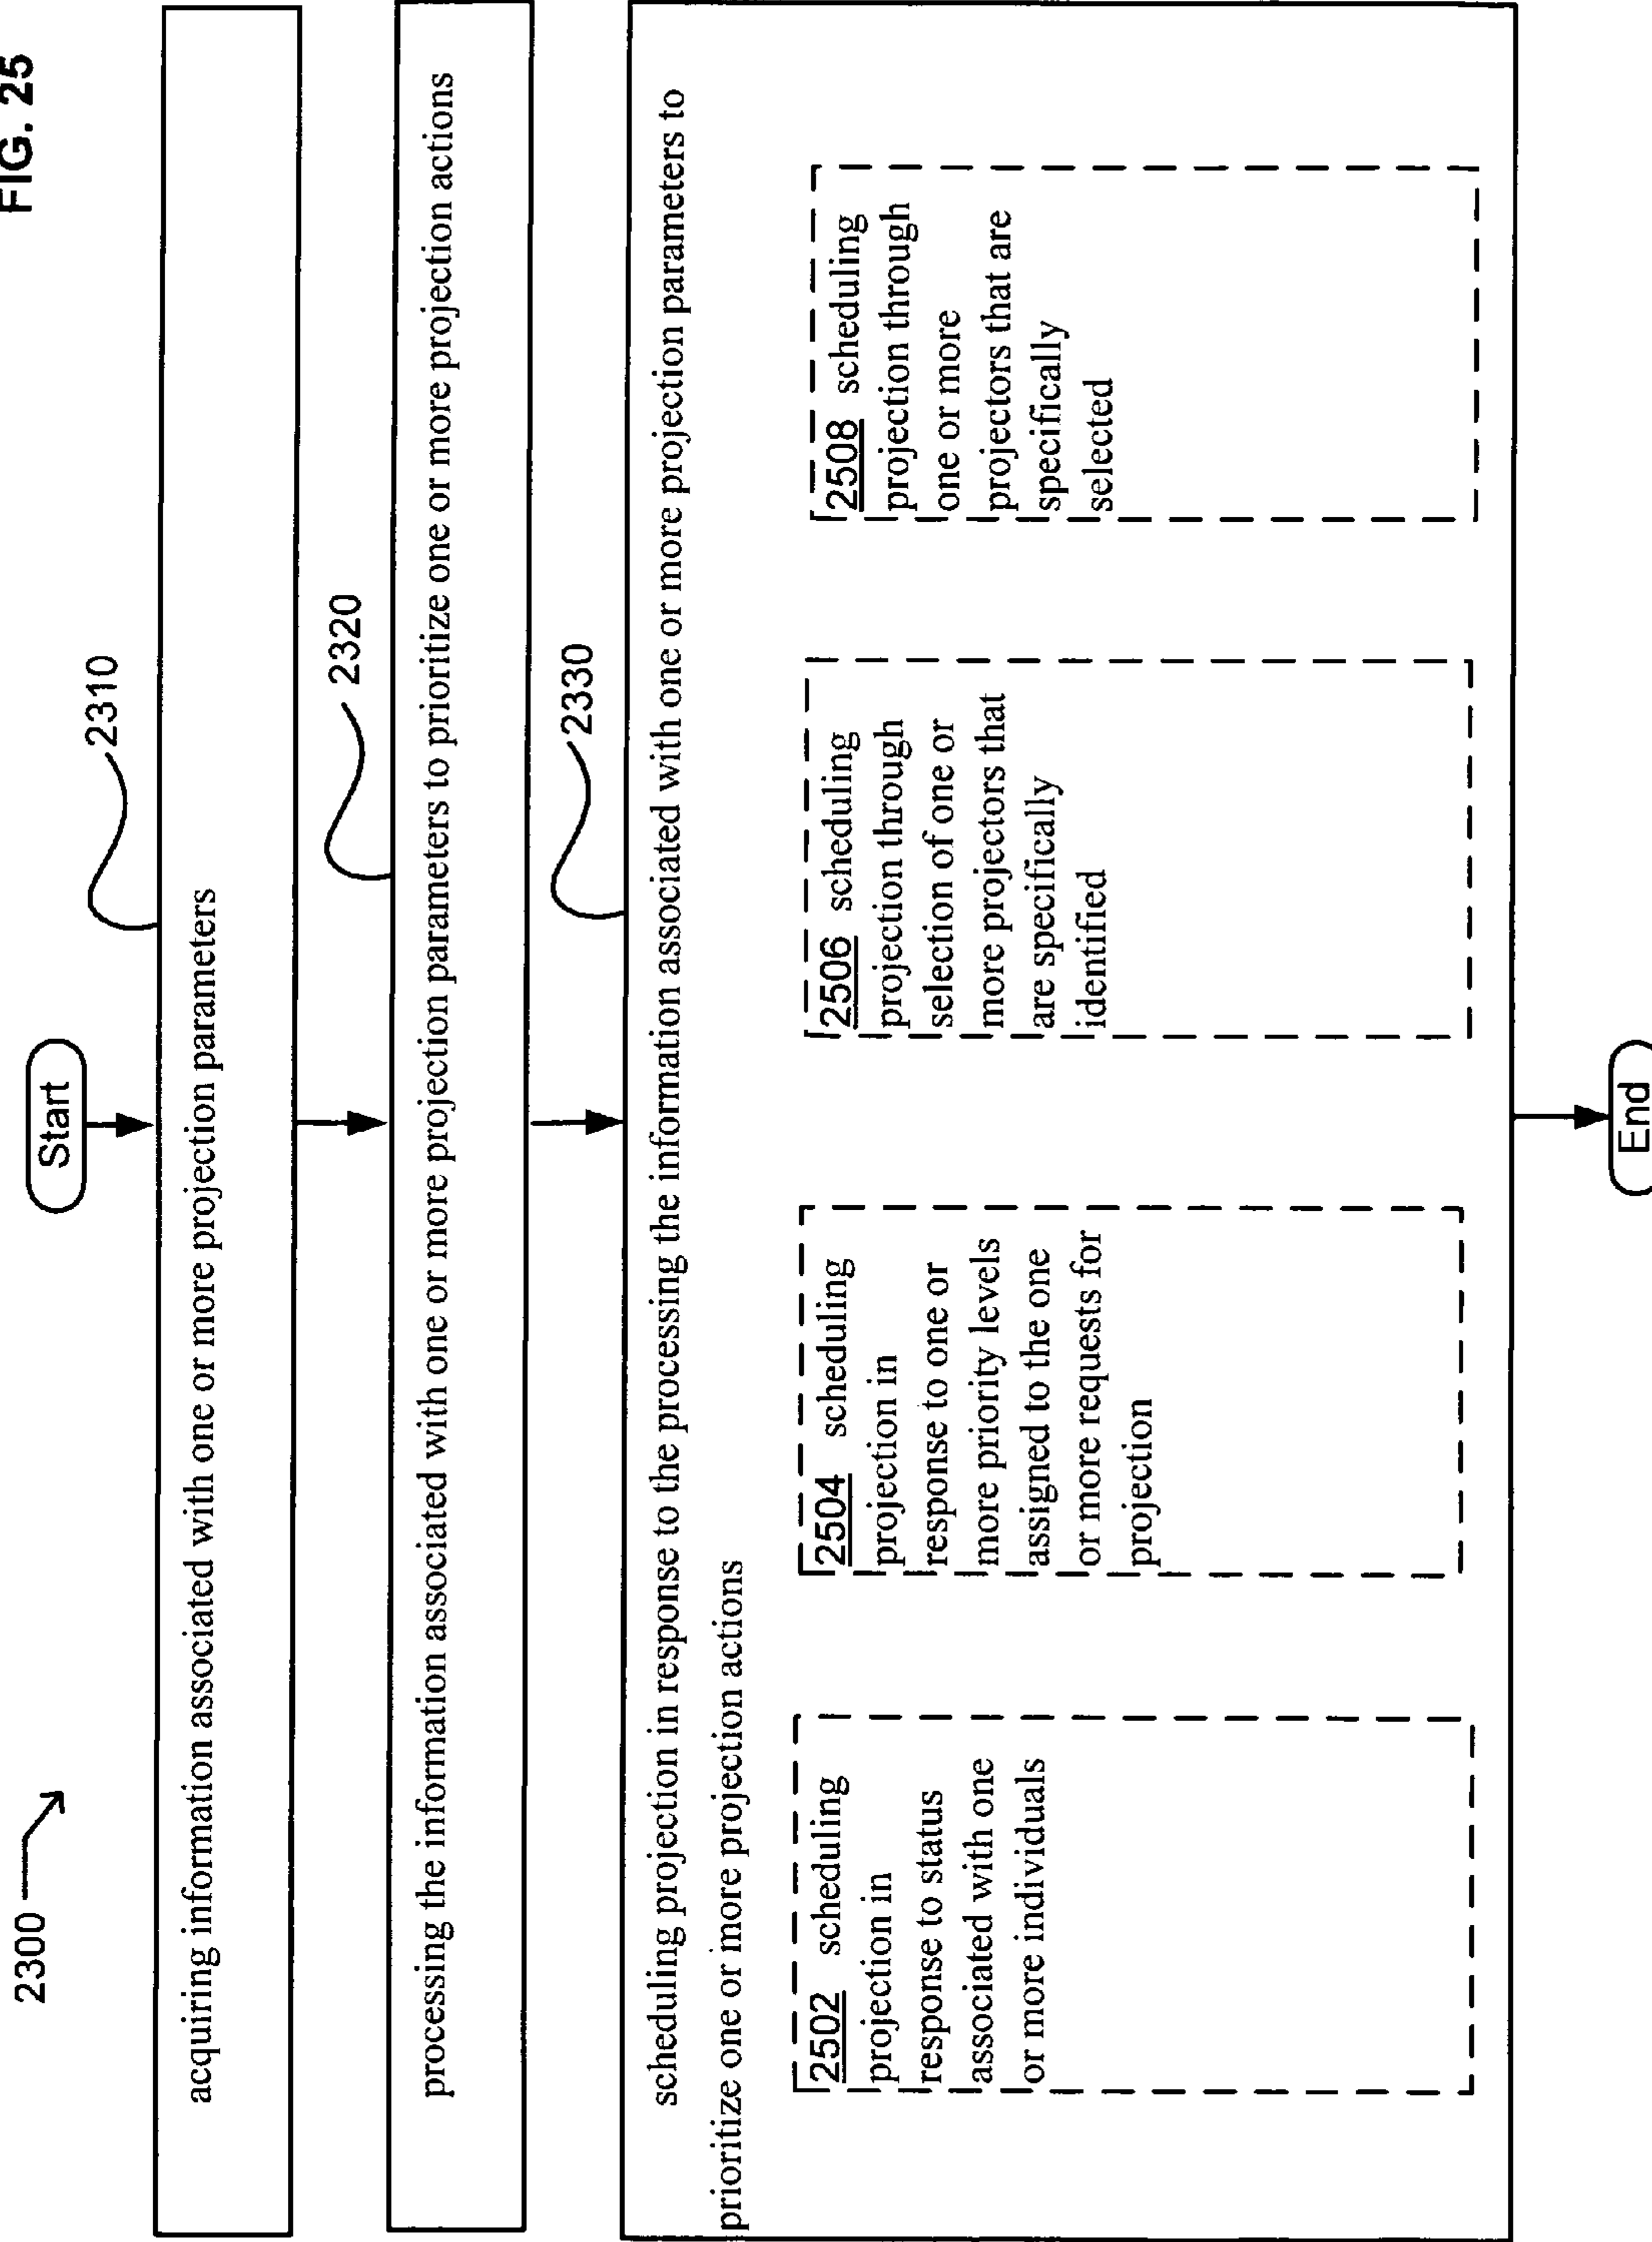 FIG. 25
2300
Start
2310
acquiring information associated with one or more projection parameters
2320
processing the information associated with one or more projection parameters to prioritize one or more projection actions
2330
scheduling projection in response to the processing the information associated with one or more projection parameters to
prioritize one or more projection actions
2502 scheduling
projection in
response to status
associated with one
or more individuals
2504 scheduling
projection in
response to one or
more priority levels
assigned to the one
or more requests for
projection
2506 scheduling
projection through
selection of one or
more projectors that
are specifically
identified
2508 scheduling
projection through
one or more
projectors that are
specifically
selected
End